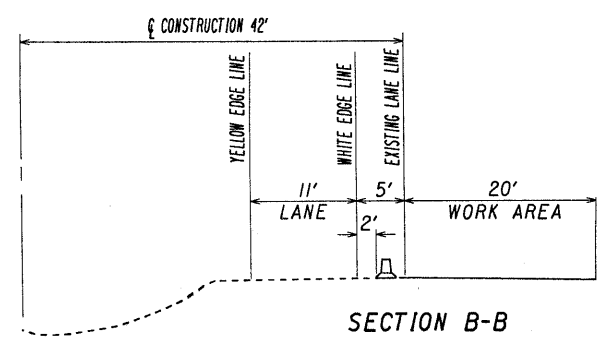 ℄ CONSTRUCTION 42'
YELLOW EDGE LINE
WHITE EDGE LINE
EXISTING LANE LINE
11' 5' 20'
LANE WORK AREA
2'
SECTION B-B